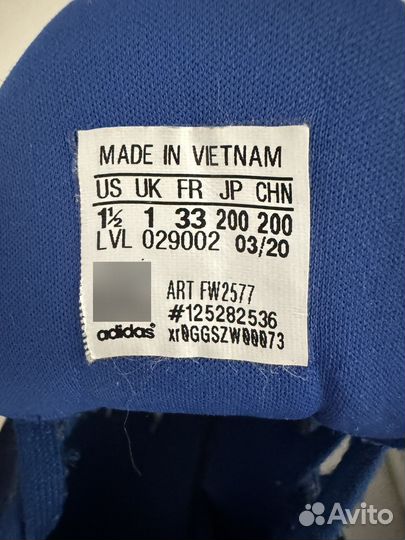 MADE IN VIETNAM
US UK FR JP CHN
1½ 1 33 200 200
LVL 029002 03/20
ART FW2577
#125282536
adidas® xr0GGSZW00073
Avito